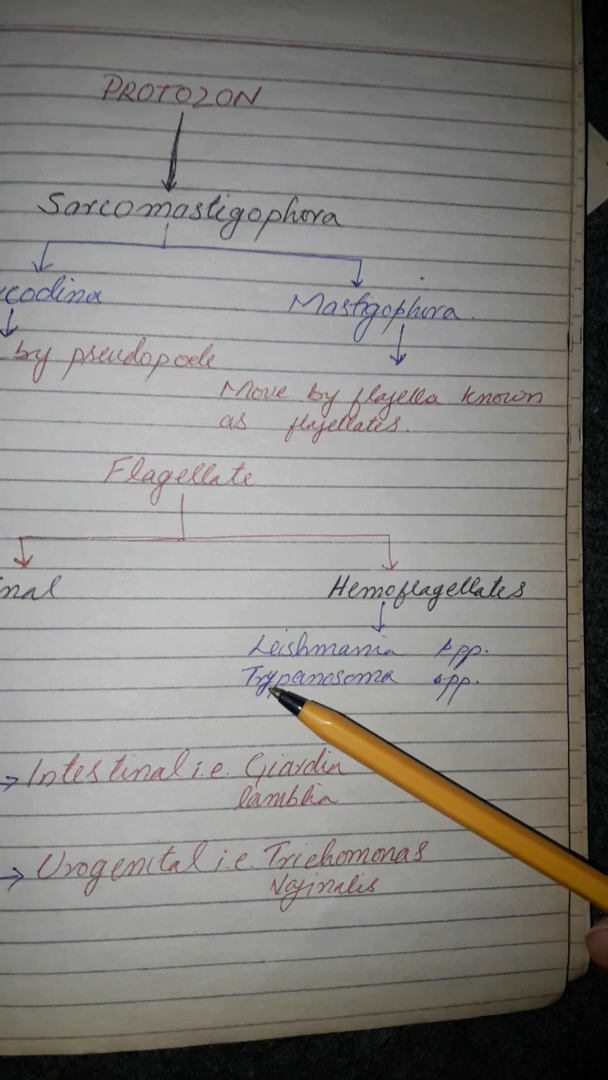 PROTOZON
Sarcomastigophora
codina
Mastigophora.
by pseudopode
Move by flagella known
as flagellates.
Flagellate
nal
Hemoflagellates
Leishmania spp.
Trypanosoma spp.
Intestinal i.e. Giardia
lamblia
Urogenital i.e. Trichomonas
Vaginalis